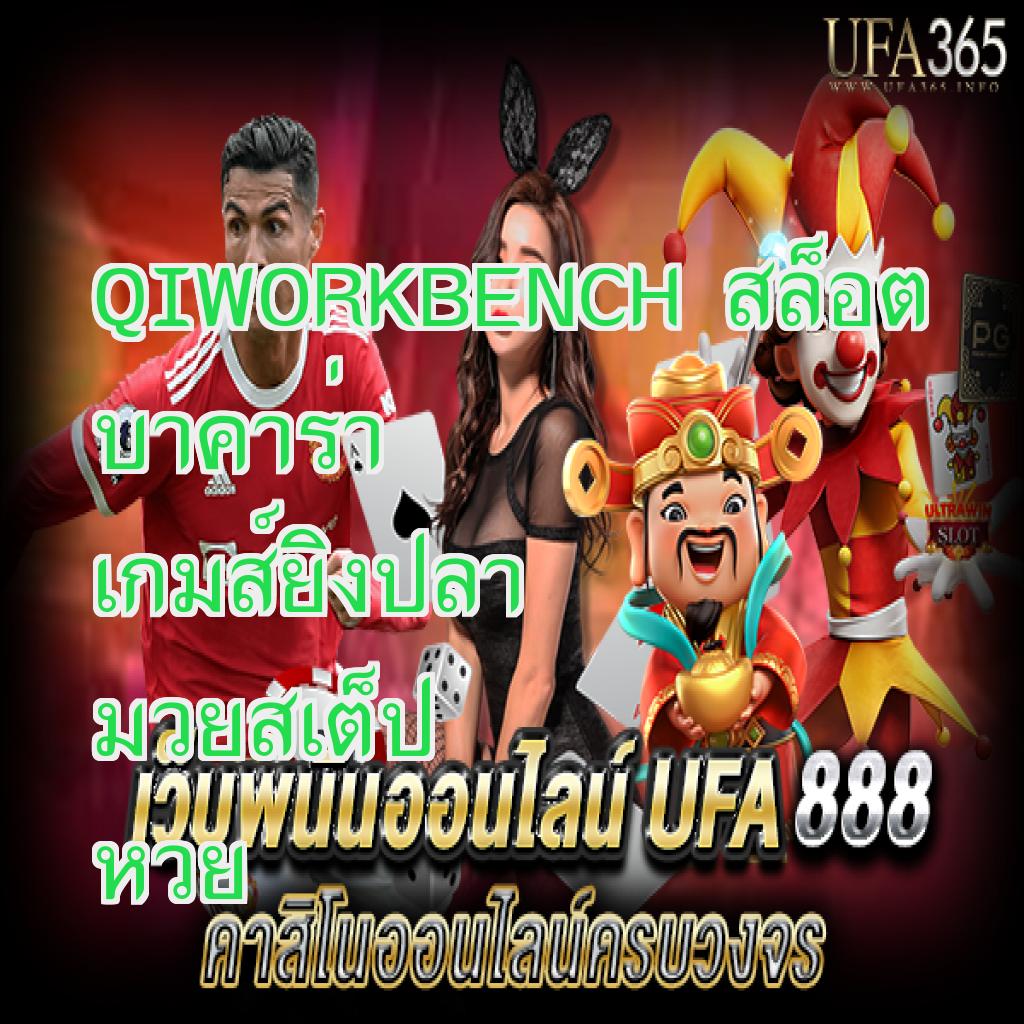 UFA365
WWW.UFA365.INFO
QIWORKBENCH สล็อต
บาคาร่า
เกมส์ยิงปลา
มวยสเต็ป
หวย
PG
ULTRAWIN
SLOT
เว็บพนันออนไลน์ UFA 888
คาสิโนออนไลน์ครบวงจร